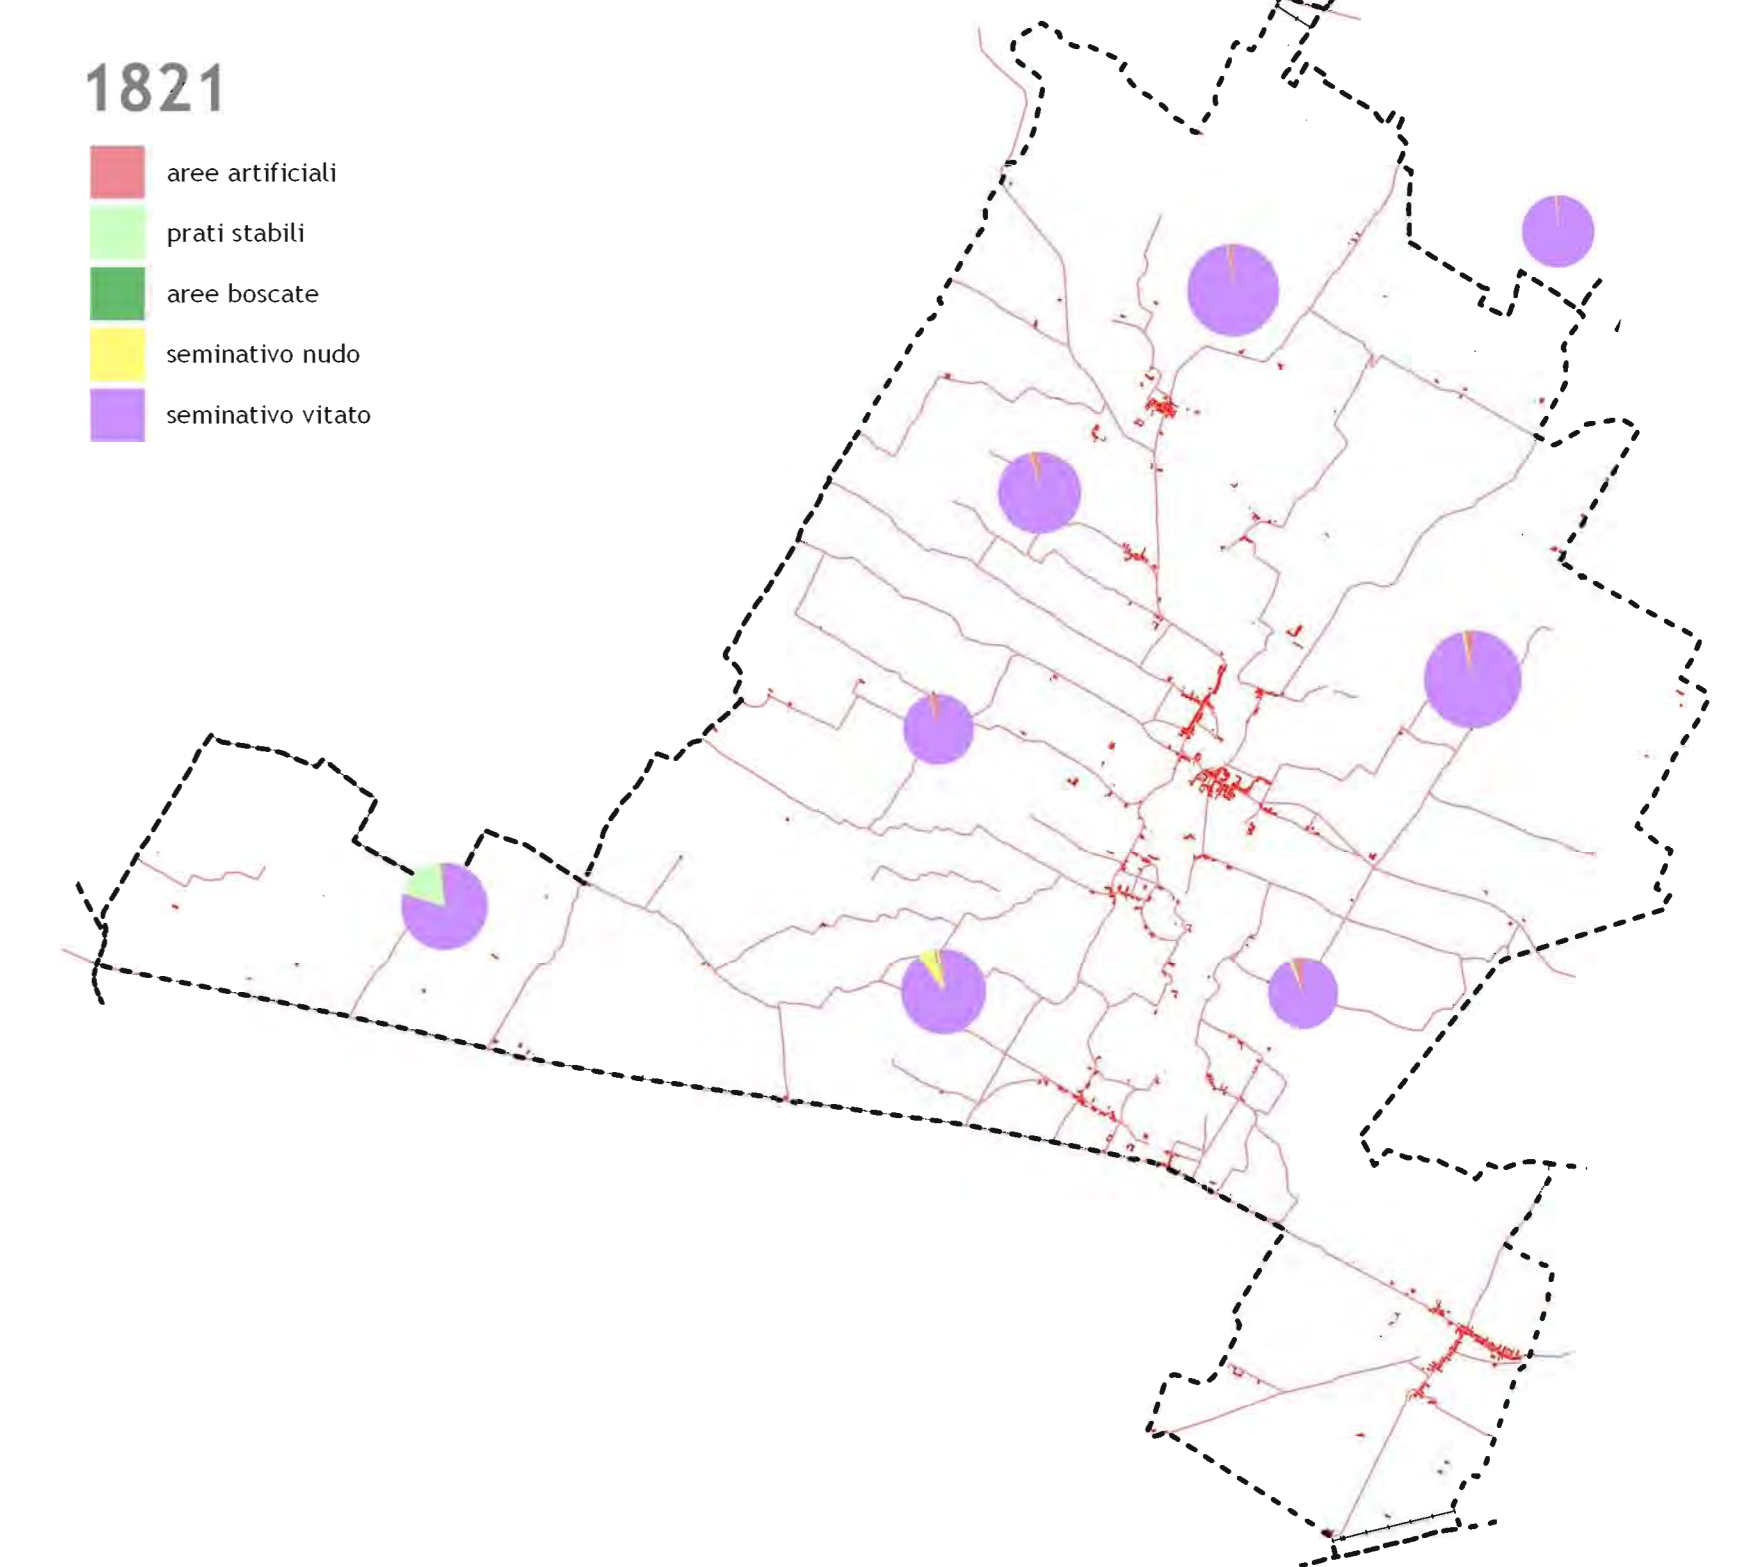 1821
aree artificiali
prati stabili
aree boscate
seminativo nudo
seminativo vitato